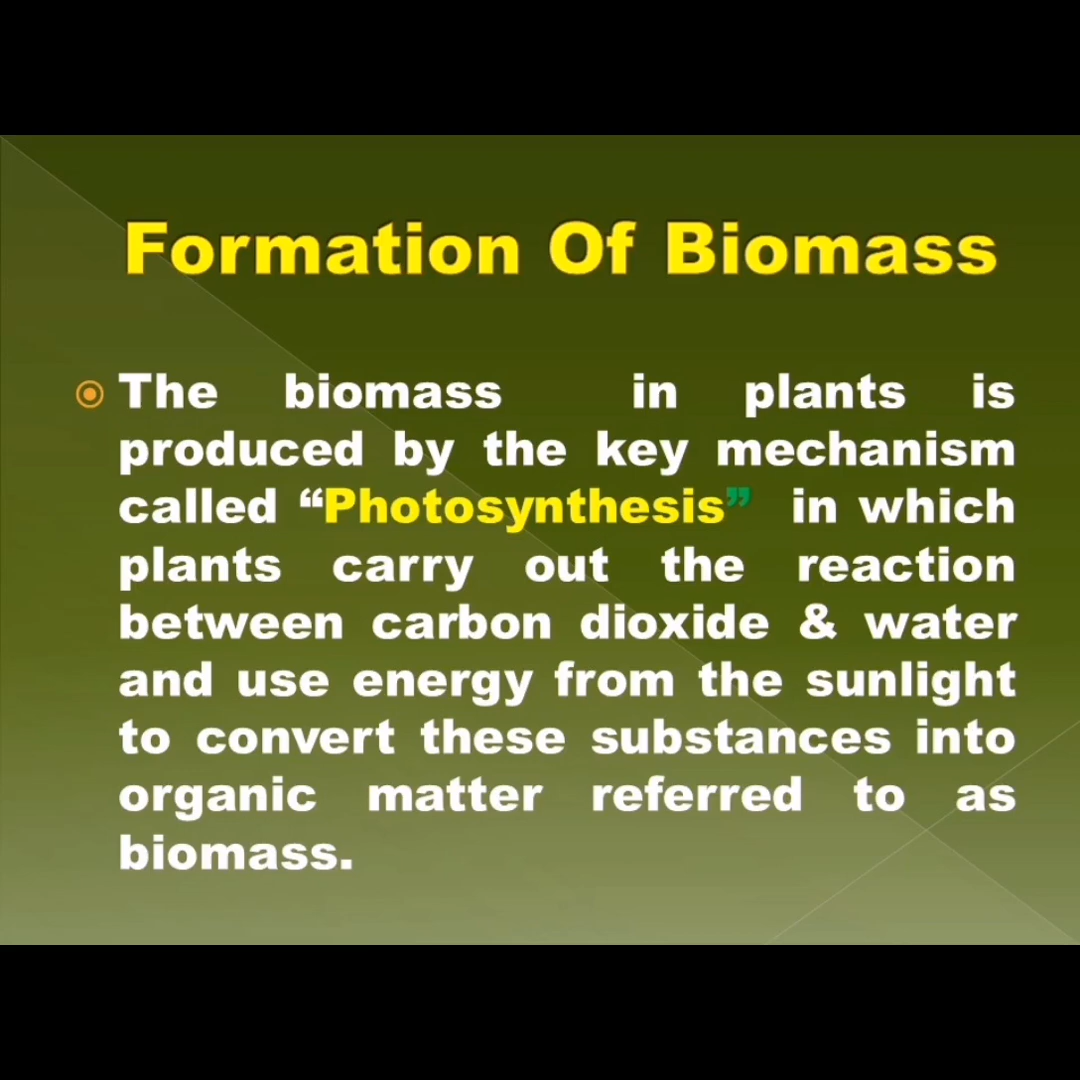 Formation Of Biomass
The biomass in plants is
produced by the key mechanism
called “Photosynthesis” in which
plants carry out the reaction
between carbon dioxide & water
and use energy from the sunlight
to convert these substances into
organic matter referred to as
biomass.